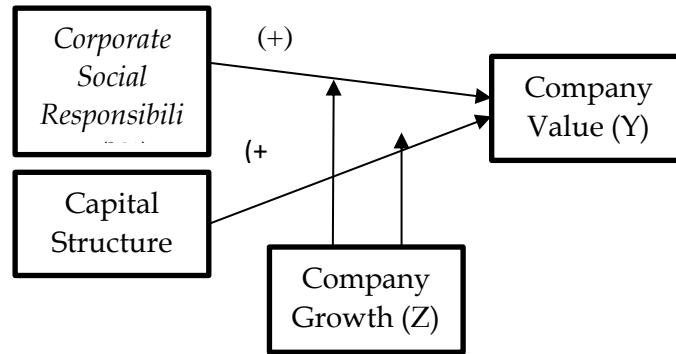 Corporate
Social
Responsibili
(+)
Company
Value (Y)
(+
Capital
Structure
Company
Growth (Z)